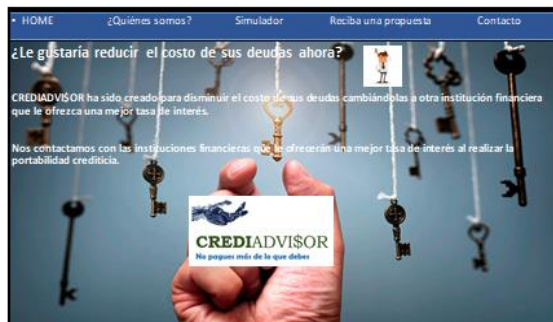 • HOME
¿Quiénes somos?
Simulador
Reciba una propuesta
Contacto
¿Le gustaría reducir el costo de sus deudas ahora?
CREDIADVI$OR ha sido creado para disminuir el costo de sus deudas cambiándolas a otra institución financiera
que le ofrezca una mejor tasa de interés.
Nos contactamos con las instituciones financieras que le ofrecerán una mejor tasa de interés al realizar la
portabilidad crediticia.
CREDIADVI$OR
No pagues más de lo que debes